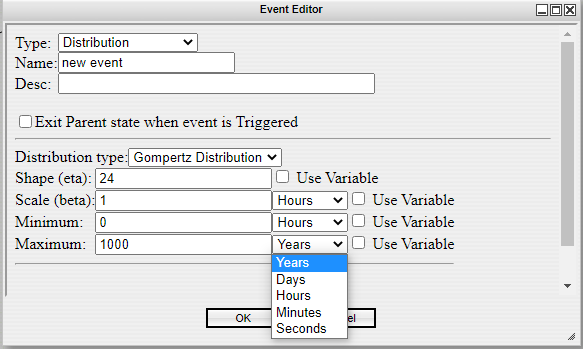 Event Editor
Type: Distribution
Name: new event
Desc:
Exit Parent state when event is Triggered
Distribution type: Gompertz Distribution
Shape (eta): 24 Use Variable
Scale (beta): 1 Hours Use Variable
Minimum: 0 Hours Use Variable
Maximum: 1000 Years Use Variable
Years
Days
Hours
Minutes
Seconds
OK el